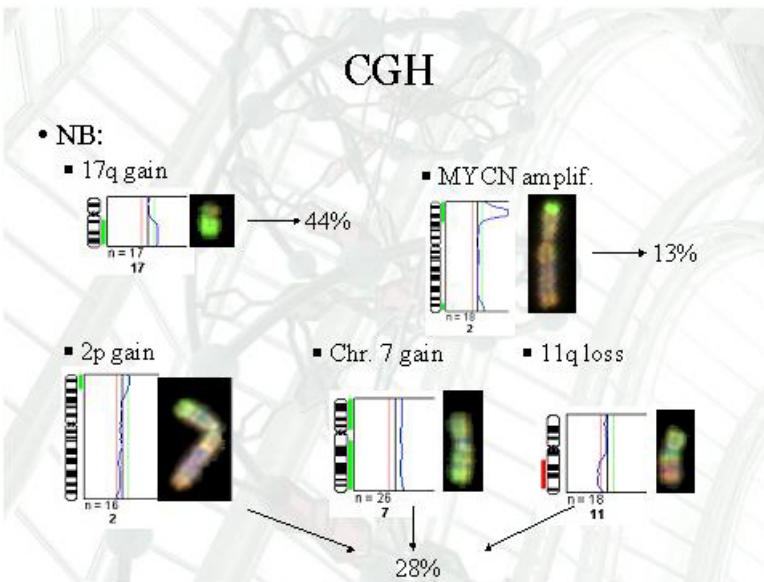 CGH
• NB:
▪ 17q gain
n = 17
17
44%
▪ MYCN amplif.
n = 18
2
13%
▪ 2p gain
n = 16
2
▪ Chr. 7 gain
n = 26
7
▪ 11q loss
n = 18
11
28%